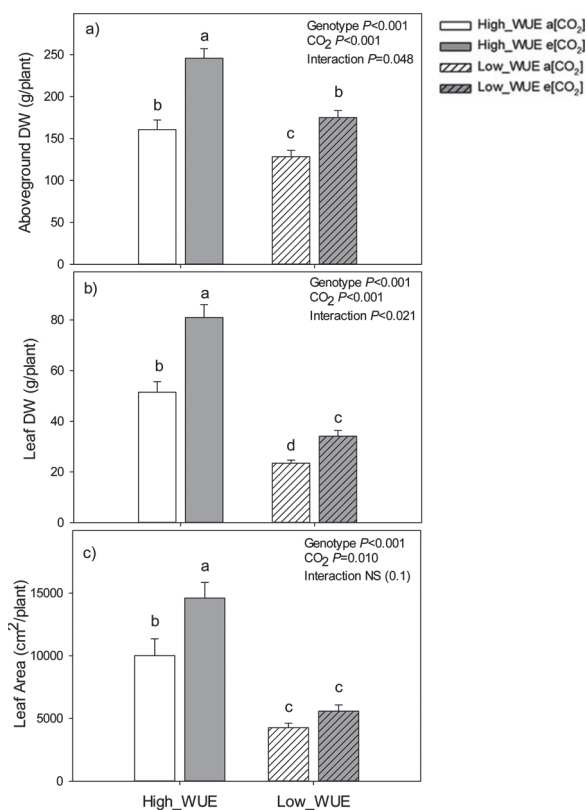 a)
Genotype P<0.001
CO2 P<0.001
Interaction P=0.048
High_WUE a[CO2]
High_WUE e[CO2]
Low_WUE a[CO2]
Low_WUE e[CO2]
Aboveground DW (g/plant)
250
200
150
100
50
0
b
a
c
b
b)
Genotype P<0.001
CO2 P<0.001
Interaction P<0.021
Leaf DW (g/plant)
80
60
40
20
0
b
a
d
c
c)
Genotype P<0.001
CO2 P=0.010
Interaction NS (0.1)
Leaf Area (cm2/plant)
15000
10000
5000
0
b
a
c
c
High_WUE
Low_WUE